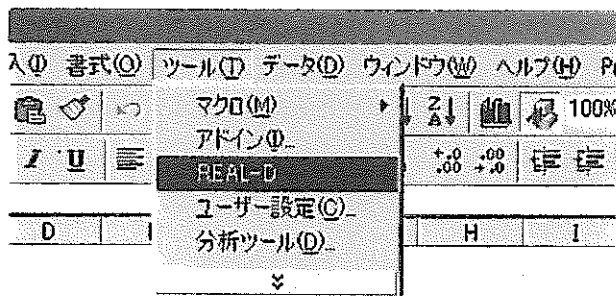 入(I) 書式(O) ツール(T) データ(D) ウィンドウ(W) ヘルプ(H)
100%
マクロ(M)
アドイン(I)...
REAL-D
ユーザー設定(C)...
分析ツール(D)...
I U
D H I